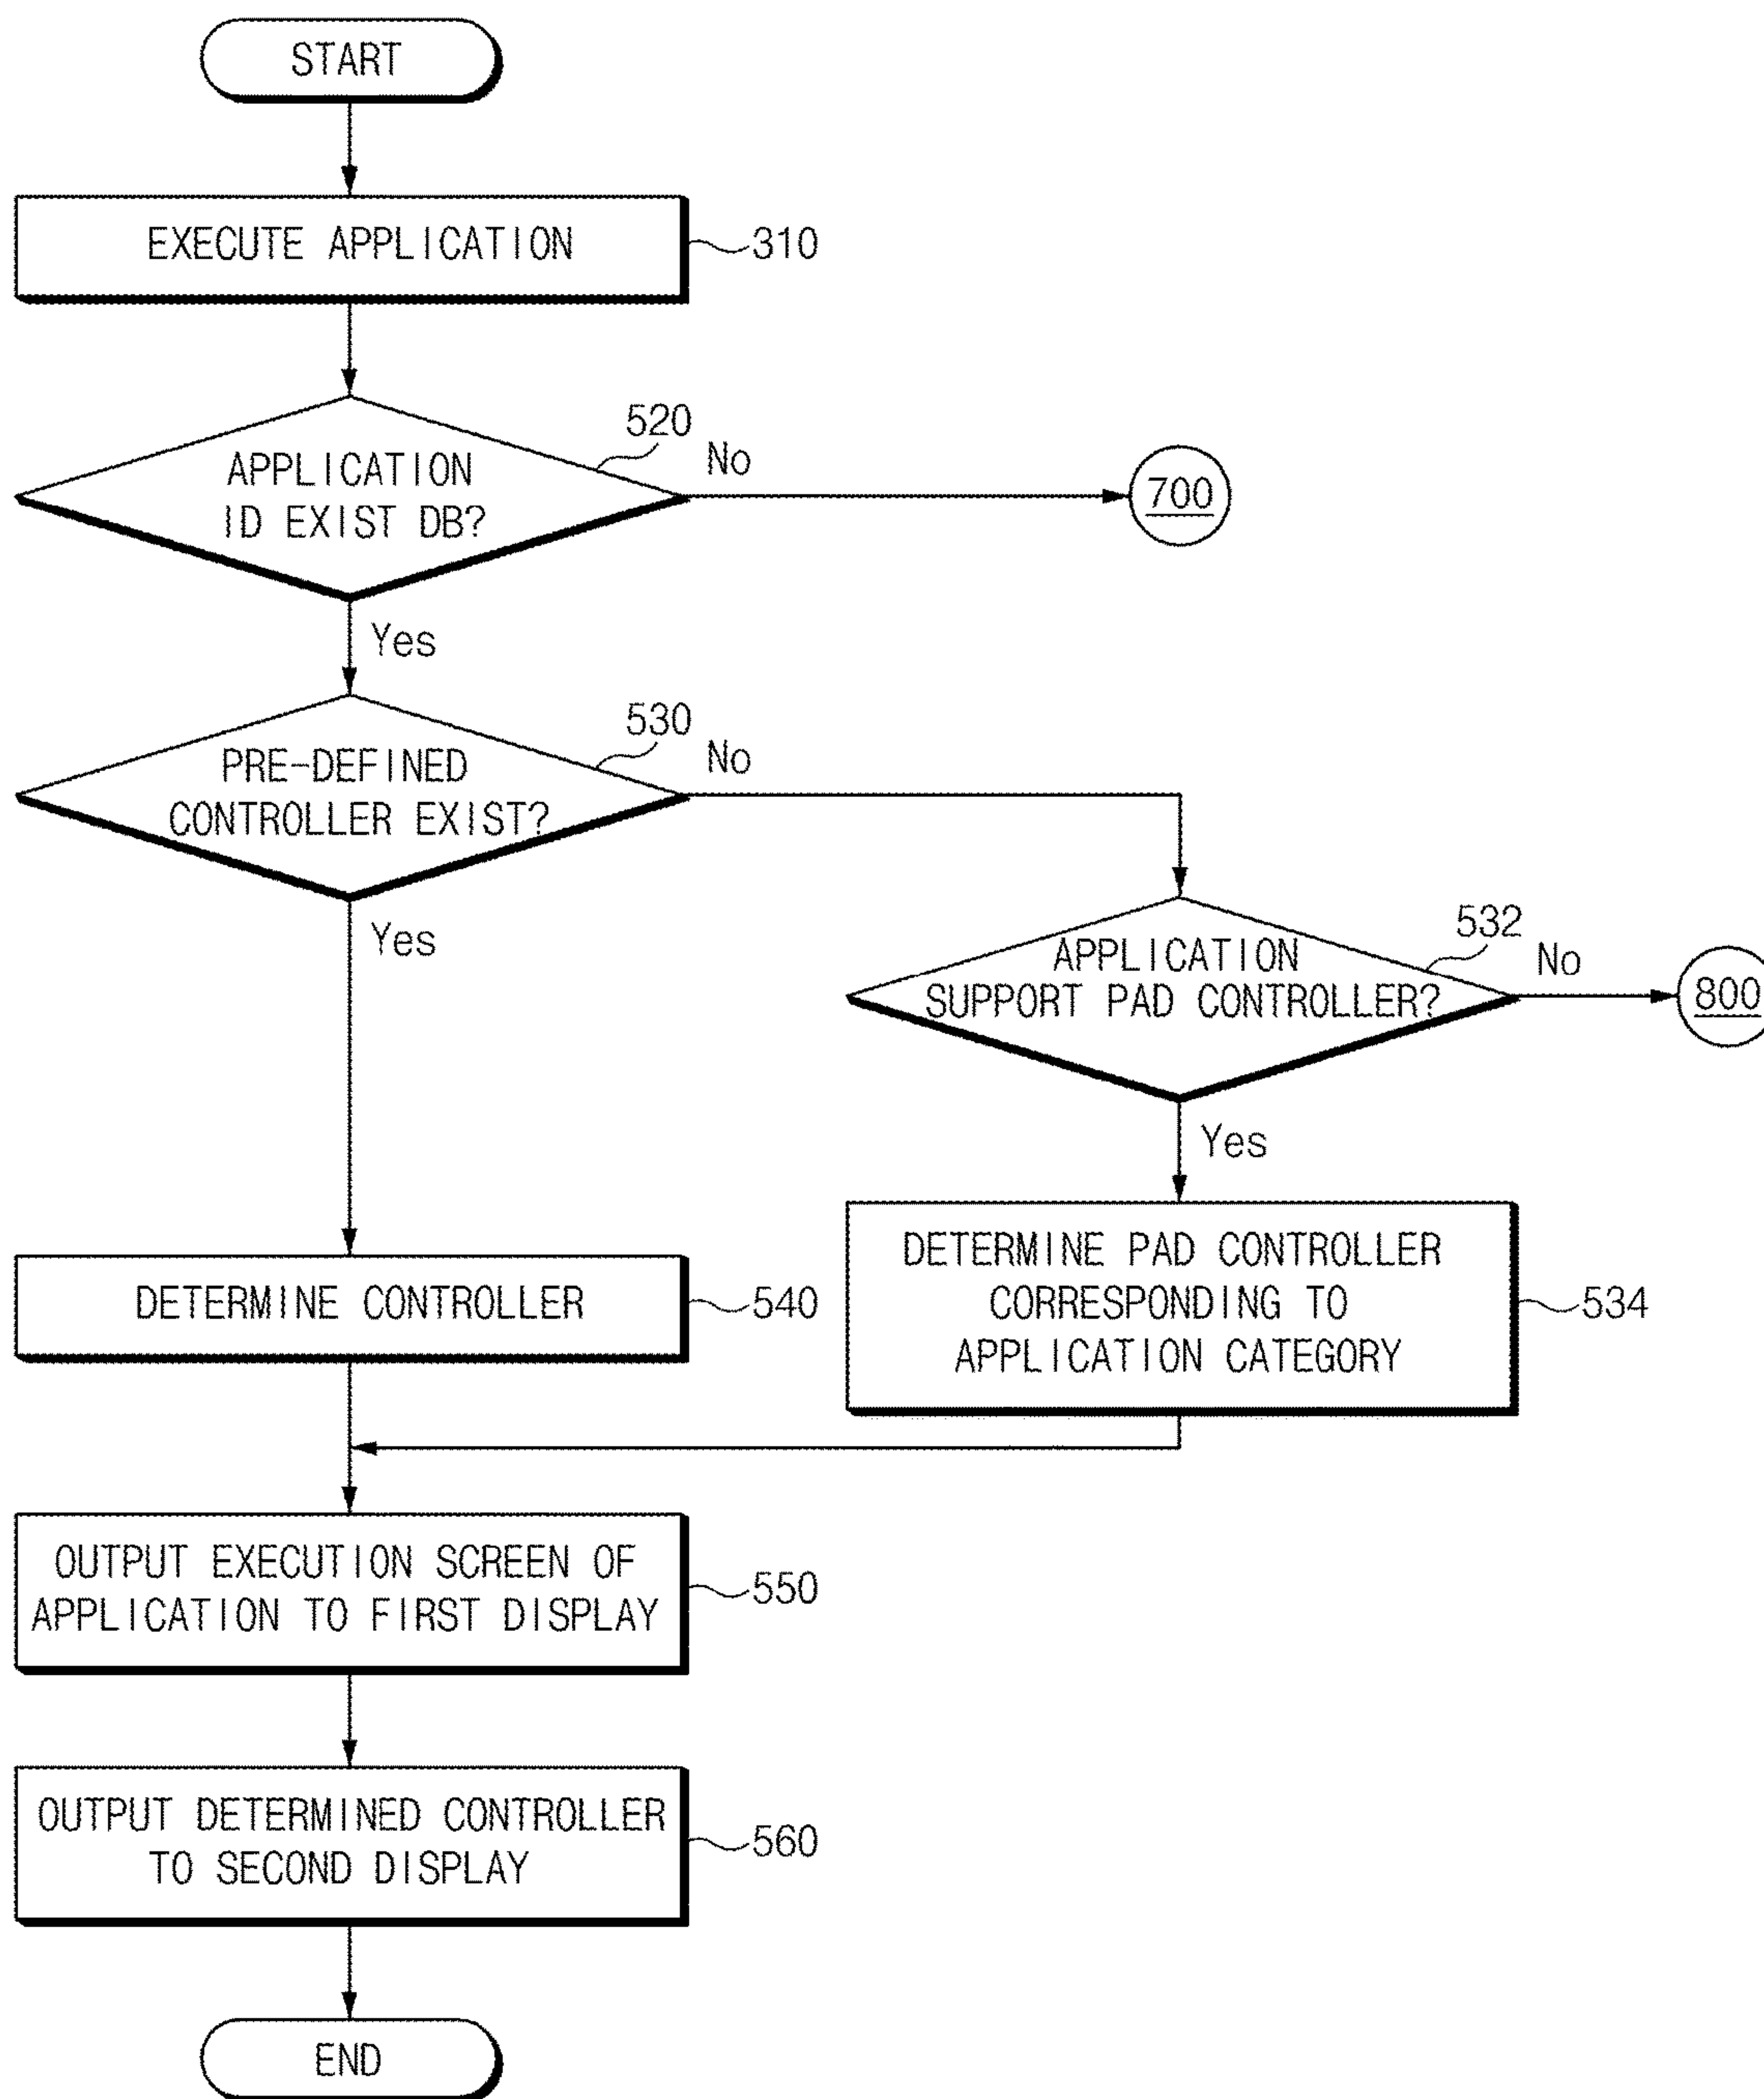 START
EXECUTE APPLICATION
310
APPLICATION
ID EXIST DB?
520
No
700
Yes
PRE-DEFINED
CONTROLLER EXIST?
530
No
Yes
APPLICATION
SUPPORT PAD CONTROLLER?
532
No
800
Yes
DETERMINE CONTROLLER
540
DETERMINE PAD CONTROLLER
CORRESPONDING TO
APPLICATION CATEGORY
534
OUTPUT EXECUTION SCREEN OF
APPLICATION TO FIRST DISPLAY
550
OUTPUT DETERMINED CONTROLLER
TO SECOND DISPLAY
560
END